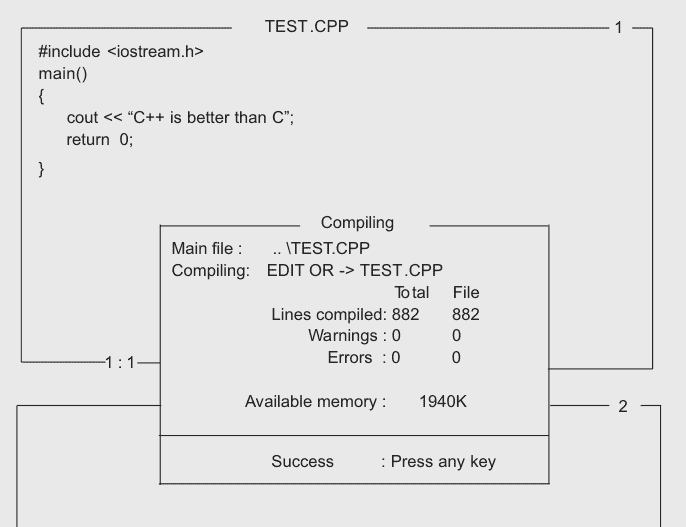 TEST.CPP 1
#include <iostream.h>
main()
{
cout << “C++ is better than C”;
return 0;
}
Compiling
Main file : .. \TEST.CPP
Compiling: EDIT OR -> TEST.CPP
Total File
Lines compiled: 882 882
Warnings : 0 0
Errors : 0 0
1 : 1
Available memory : 1940K
2
Success : Press any key